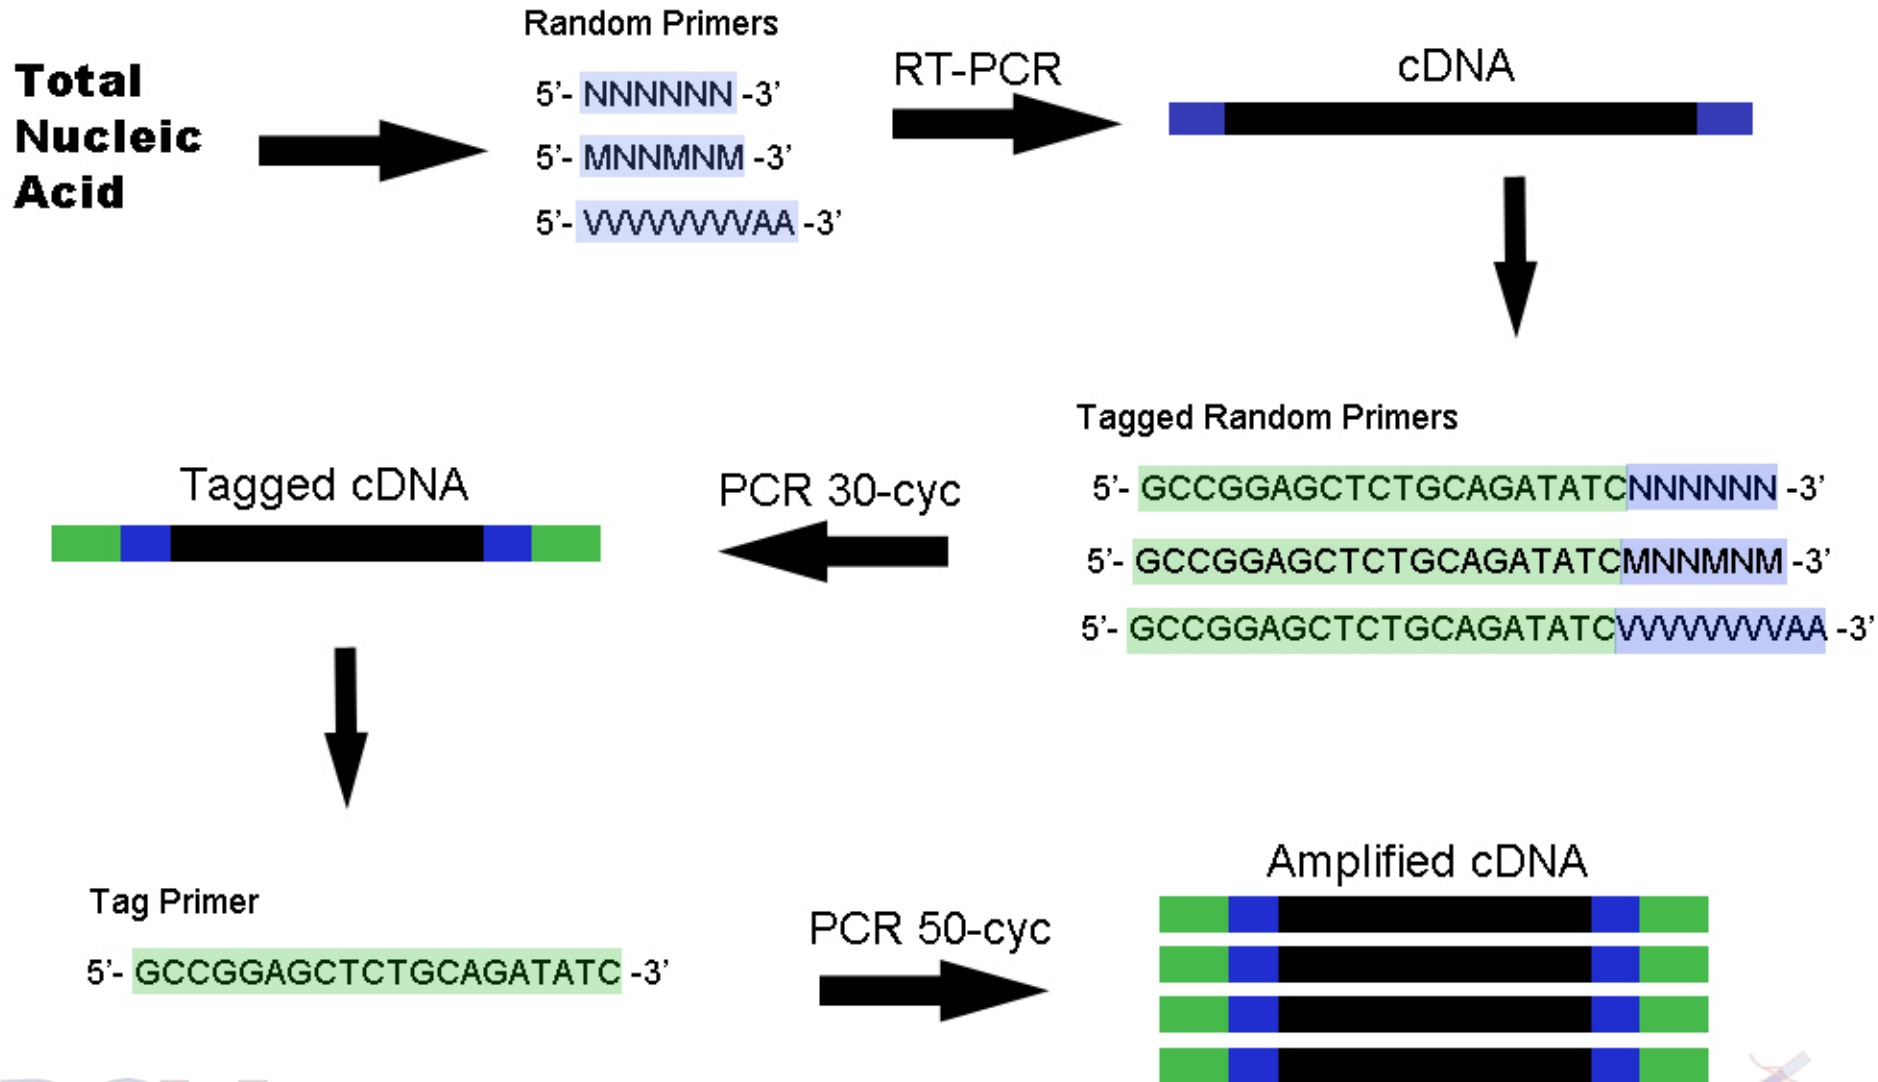 Random Primers
Total
Nucleic
Acid
5’- NNNNNN -3’
5’- MNNMNM -3’
5’- VVVVVVVVAA -3’
RT-PCR
cDNA
Tagged Random Primers
5’- GCCGGAGCTCTGCAGATATCNNNNNN -3’
5’- GCCGGAGCTCTGCAGATATCMNNMNM -3’
5’- GCCGGAGCTCTGCAGATATCVVVVVVVVAA -3’
PCR 30-cyc
Tagged cDNA
Tag Primer
5’- GCCGGAGCTCTGCAGATATC -3’
PCR 50-cyc
Amplified cDNA